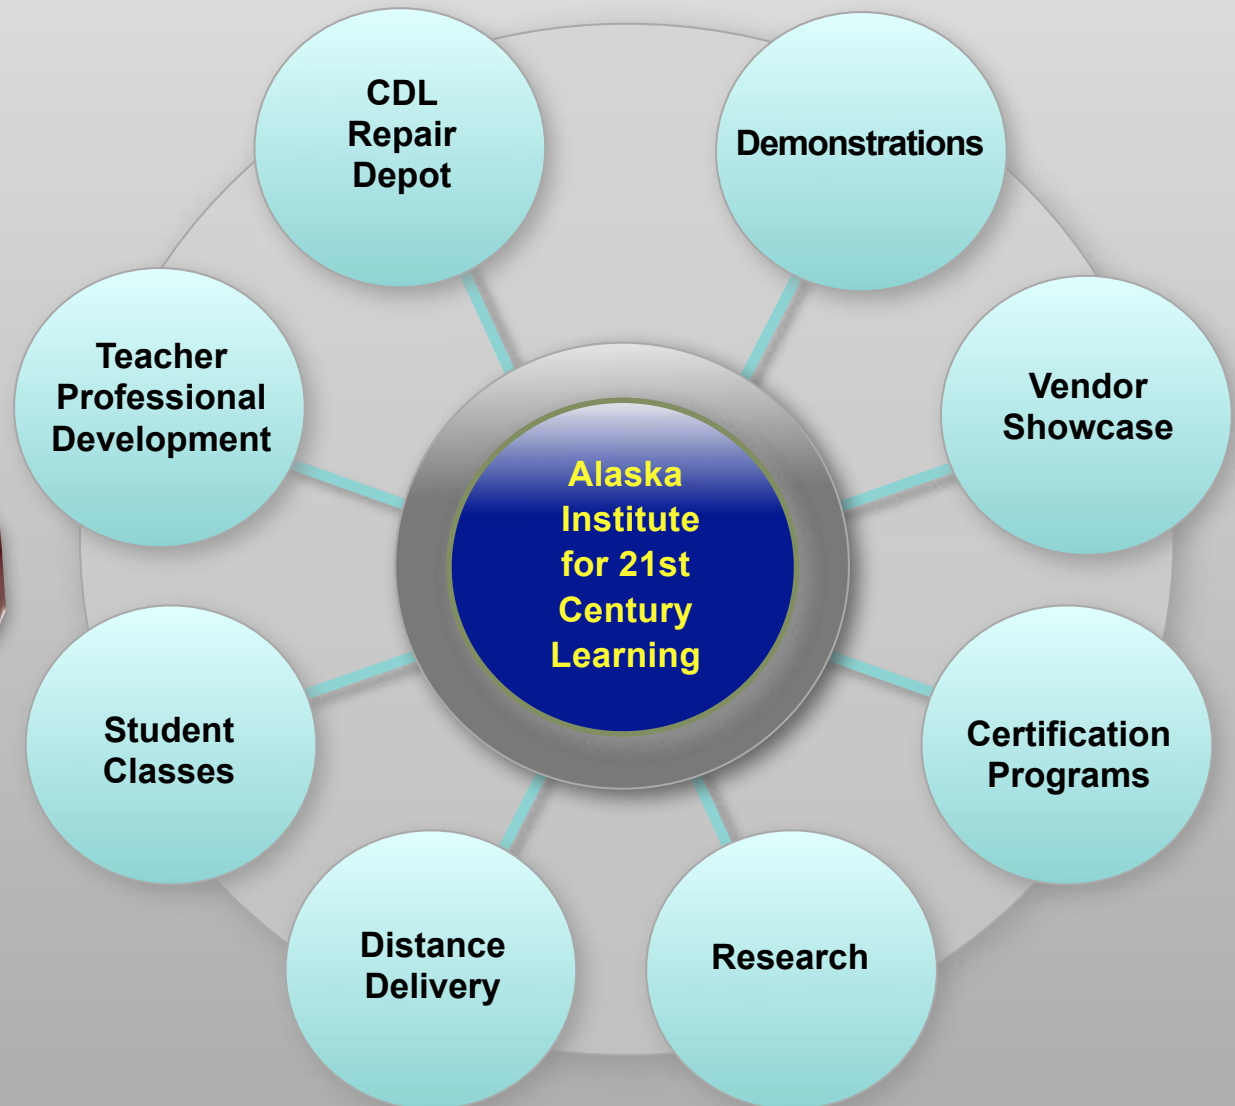 CDL
Repair
Depot
Demonstrations
Teacher
Professional
Development
Vendor
Showcase
Alaska
Institute
for 21st
Century
Learning
Student
Classes
Certification
Programs
Distance
Delivery
Research